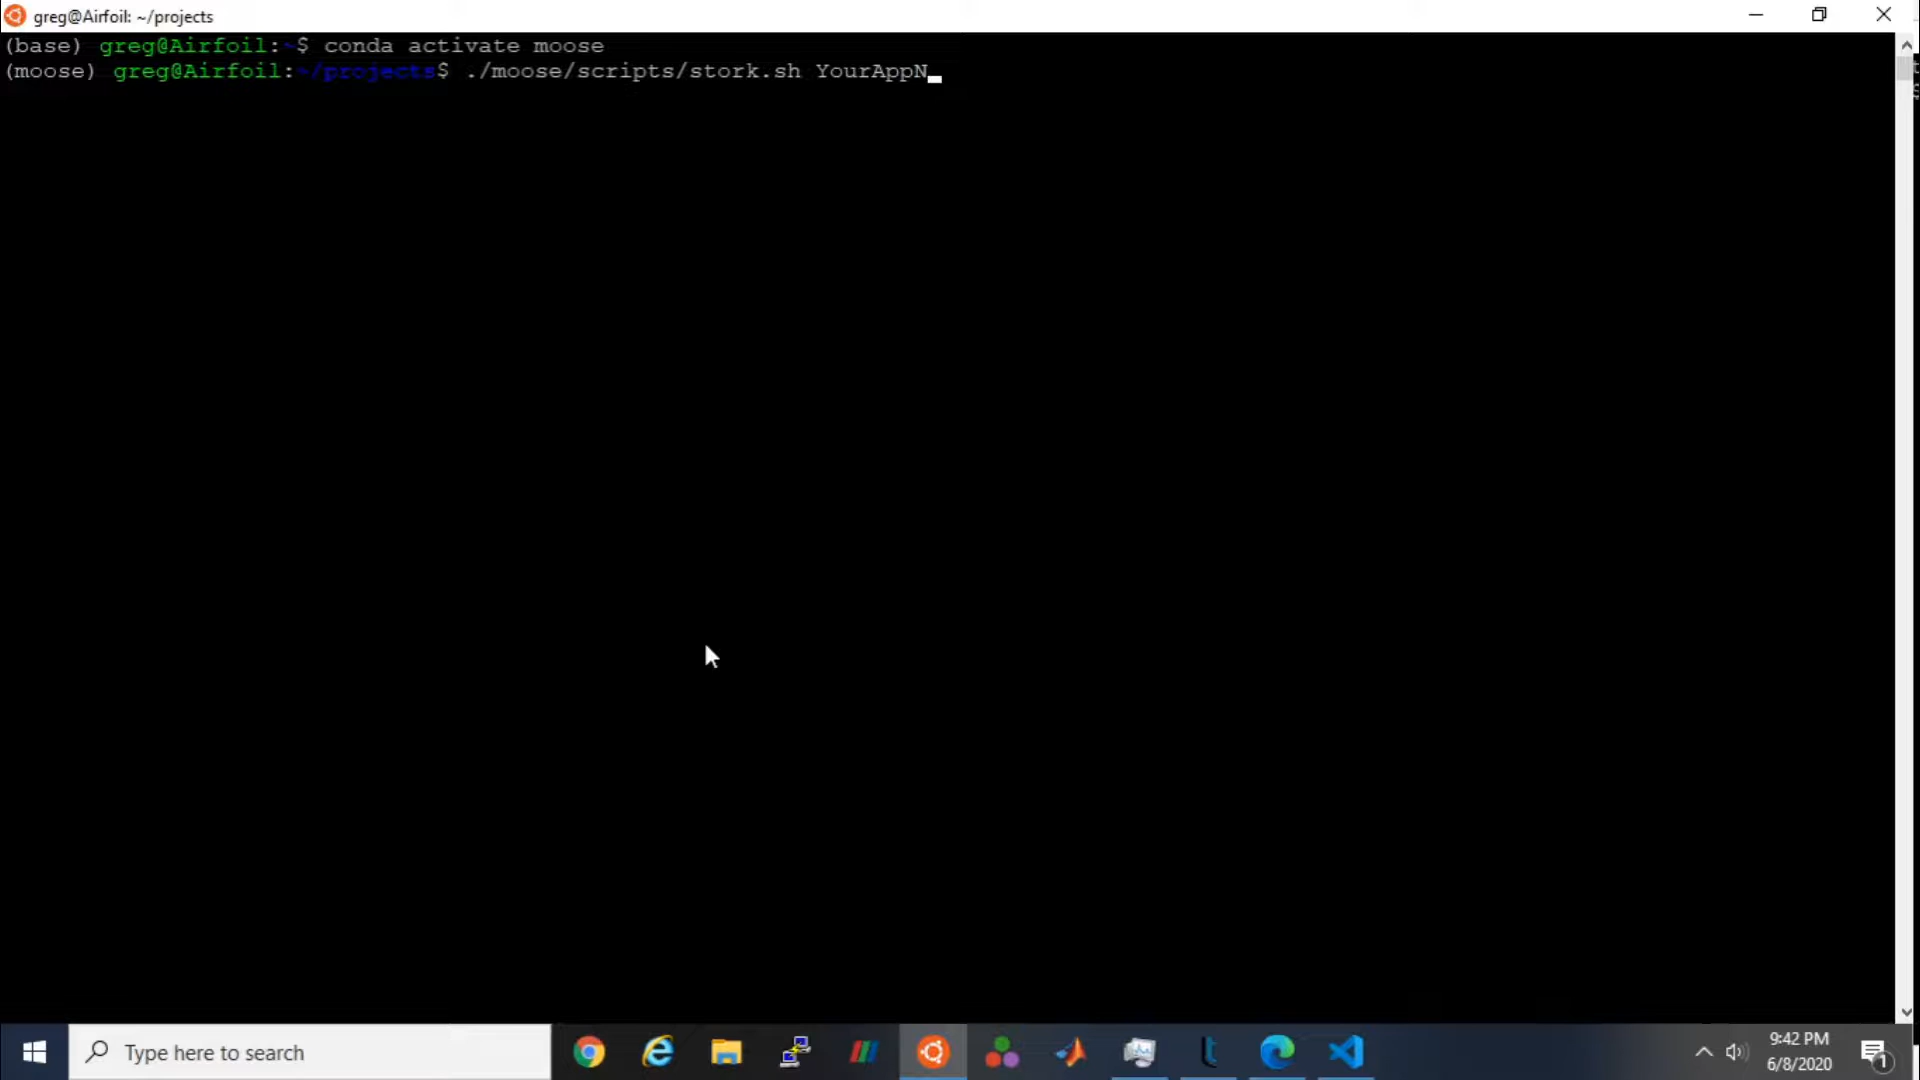 greg@Airfoil: ~/projects
(base) greg@Airfoil:~$ conda activate moose
(moose) greg@Airfoil:~/projects$ ./moose/scripts/stork.sh YourAppN
Type here to search
9:42 PM
6/8/2020
1